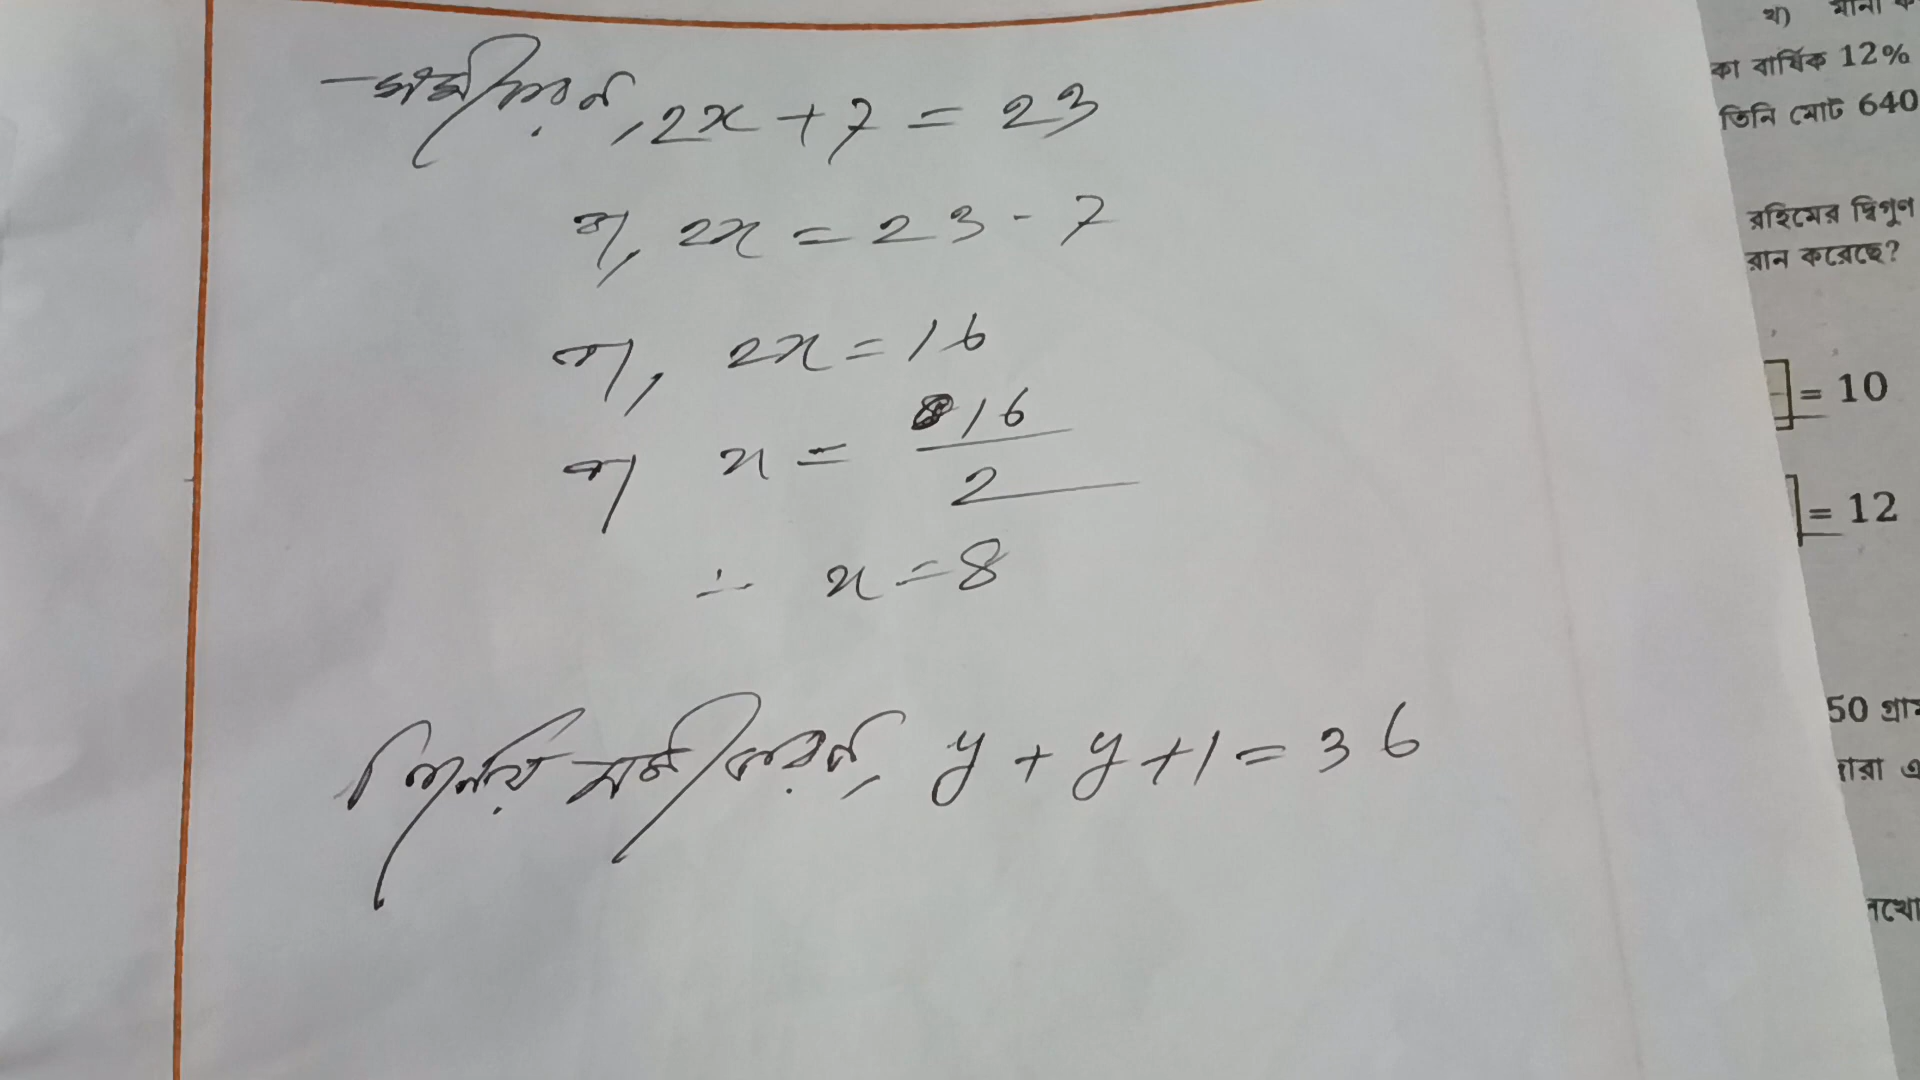 সমীকরণ, 2x + 7 = 23
বা, 2x = 23 - 7
বা, 2x = 16
বা x = 16
2
∴ x = 8
নির্ণেয় সমীকরণ, y + y + 1 = 36
খ)
কা বার্ষিক 12%
তিনি মোট 640
রহিমের দ্বিগুণ
রান করেছে?
= 10
= 12
50